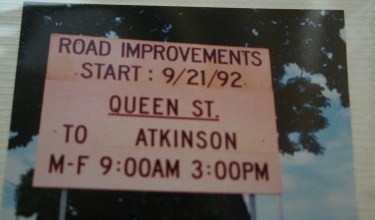 ROAD IMPROVEMENTS
START : 9/21/92
QUEEN ST.
TO ATKINSON
M-F 9:00AM 3:00PM